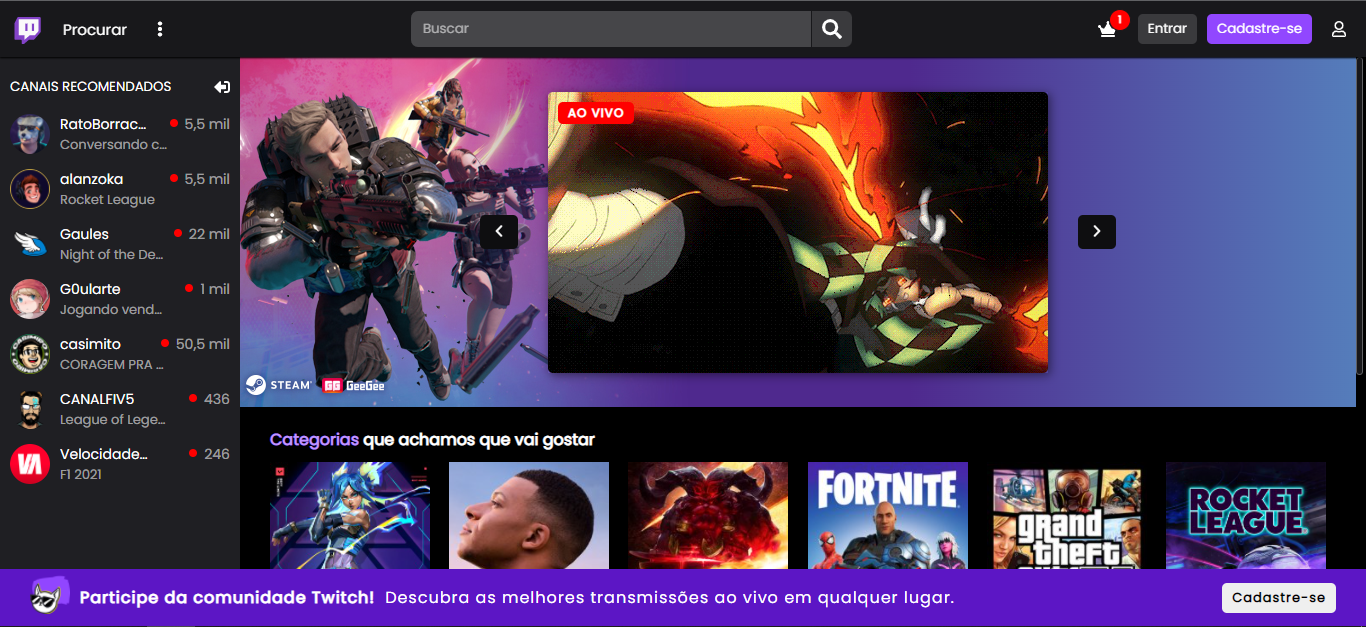 Procurar
Buscar
1
Entrar
Cadastre-se
CANAIS RECOMENDADOS
RatoBorrac...
5,5 mil
Conversando c...
alanzoka
5,5 mil
Rocket League
Gaules
22 mil
Night of the De...
G0ularte
1 mil
Jogando vend...
casimito
50,5 mil
CORAGEM PRA ...
CANALFIV5
436
League of Lege...
Velocidade...
246
F1 2021
AO VIVO
STEAM
GG GeeGee
Categorias que achamos que vai gostar
FORTNITE
grand
theft
ROCKET
LEAGUE
Participe da comunidade Twitch! Descubra as melhores transmissões ao vivo em qualquer lugar.
Cadastre-se